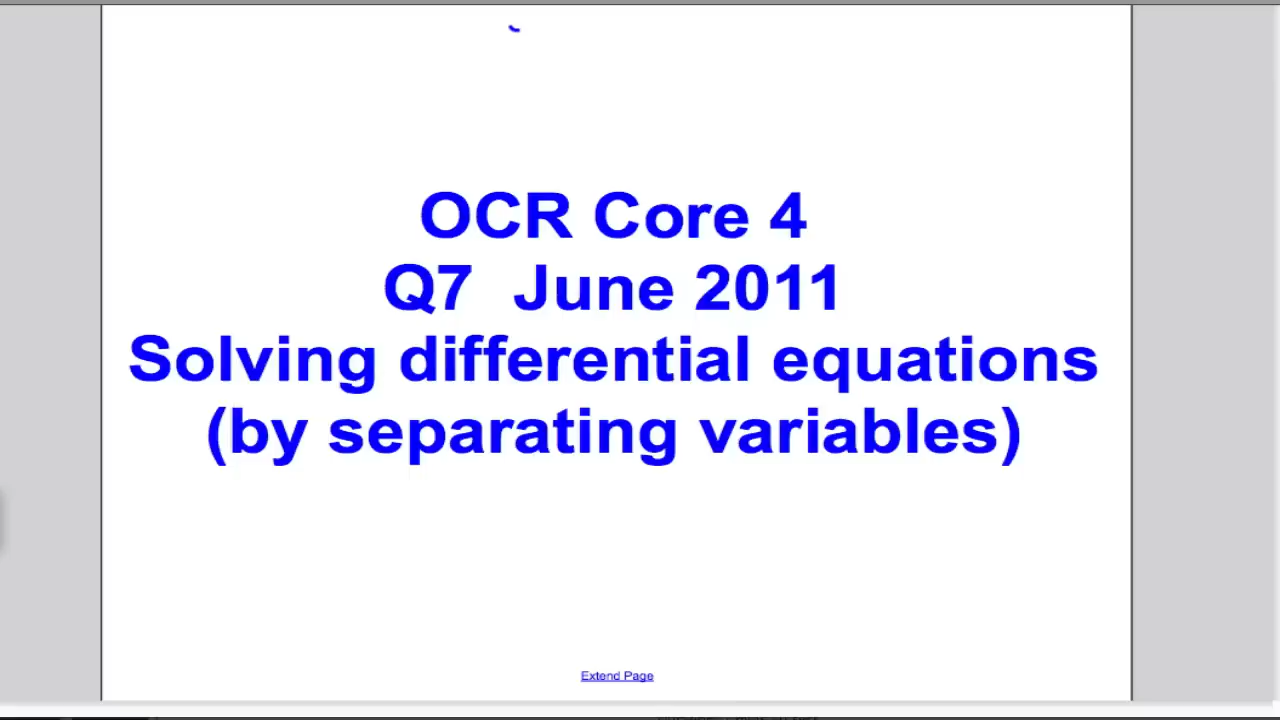 OCR Core 4
Q7 June 2011
Solving differential equations
(by separating variables)
Extend Page